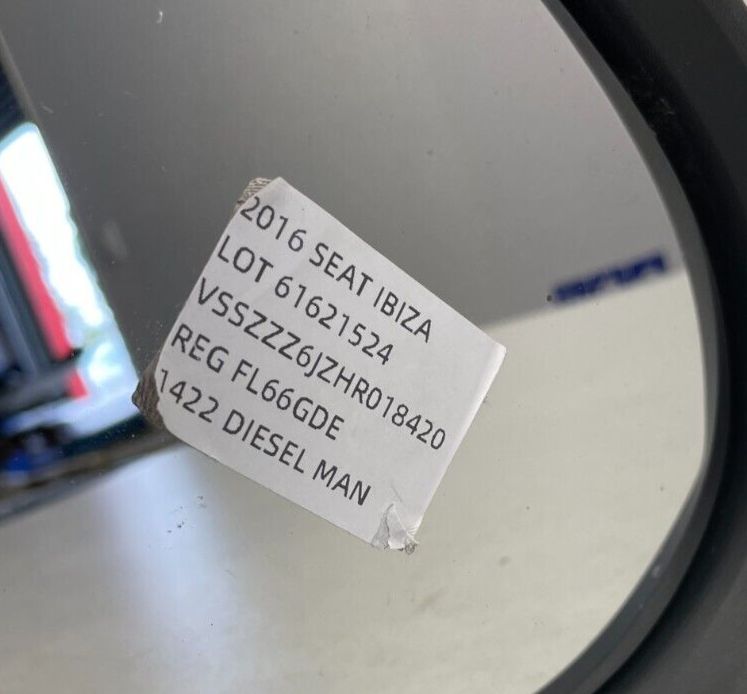 2016 SEAT IBIZA
LOT 61621524
VSSZZZ6JZHR018420
REG FL66GDE
1422 DIESEL MAN